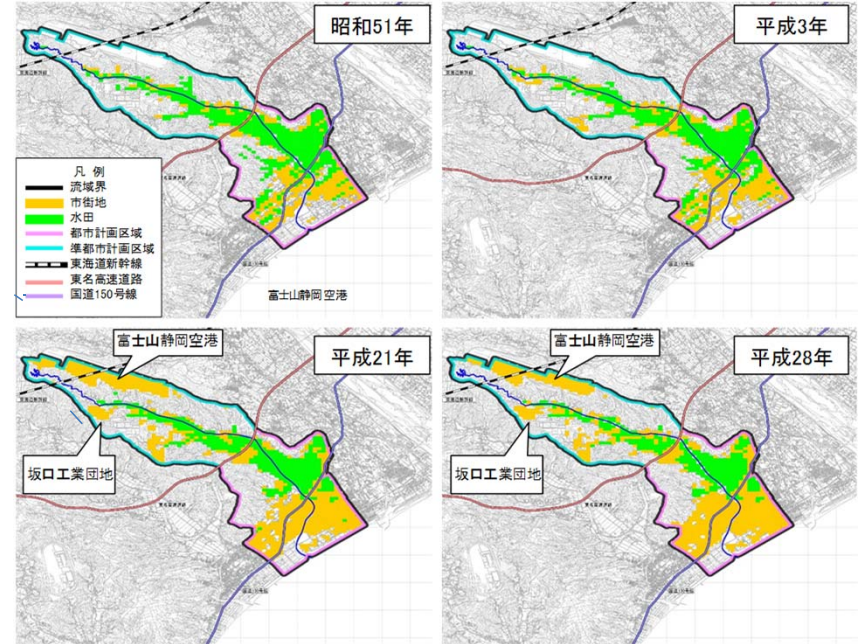 昭和51年
平成3年
凡 例
流域界
市街地
水田
都市計画区域
準都市計画区域
東海道新幹線
東名高速道路
国道150号線
富士山静岡空港
富士山静岡空港
平成21年
坂口工業団地
富士山静岡空港
平成28年
坂口工業団地